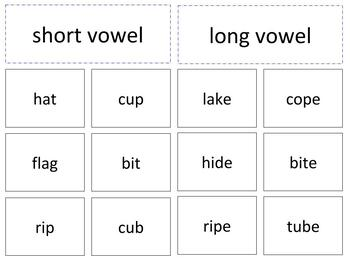 short vowel long vowel
hat cup lake cope
flag bit hide bite
rip cub ripe tube